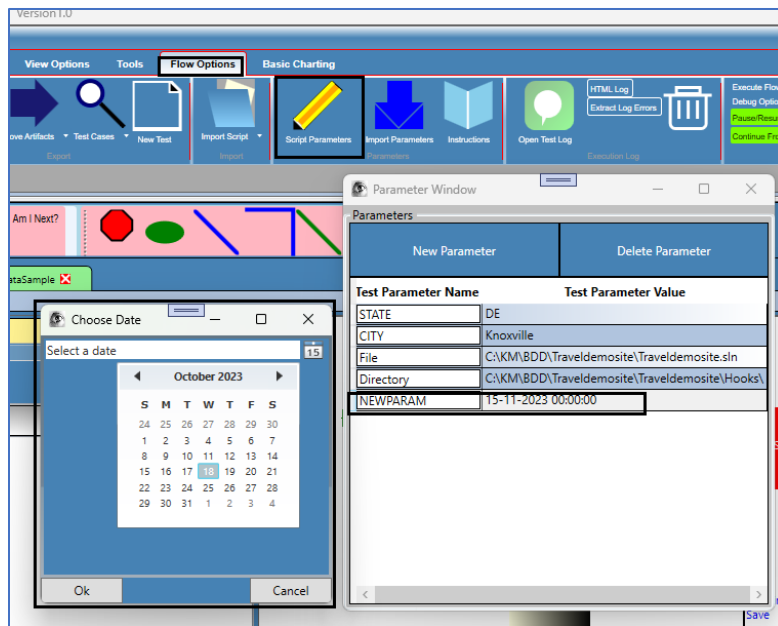 Version1.0
View Options Tools Flow Options Basic Charting
ove Artifacts Test Cases New Test Import Script Script Parameters Import Parameters Instructions Open Test Log
HTML Log
Extract Log Errors
Execute Flow
Debug Optio
Pause/Resu
Continue Fro
Export Import Parameters Execution Log
Am I Next?
ataSample
Parameter Window
Parameters
New Parameter Delete Parameter
Test Parameter Name Test Parameter Value
STATE DE
CITY Knoxville
File C:\KM\BDD\Traveldemosite\Traveldemosite.sln
Directory C:\KM\BDD\Traveldemosite\Traveldemosite\Hooks\
NEWPARAM 15-11-2023 00:00:00
Choose Date
Select a date 15
October 2023
S M T W T F S
24 25 26 27 28 29 30
1 2 3 4 5 6 7
8 9 10 11 12 13 14
15 16 17 18 19 20 21
22 23 24 25 26 27 28
29 30 31 1 2 3 4
Ok Cancel
Save